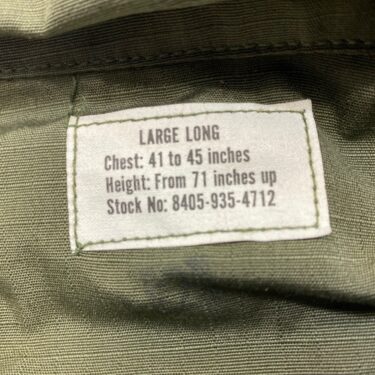 LARGE LONG
Chest: 41 to 45 inches
Height: From 71 inches up
Stock No: 8405-935-4712